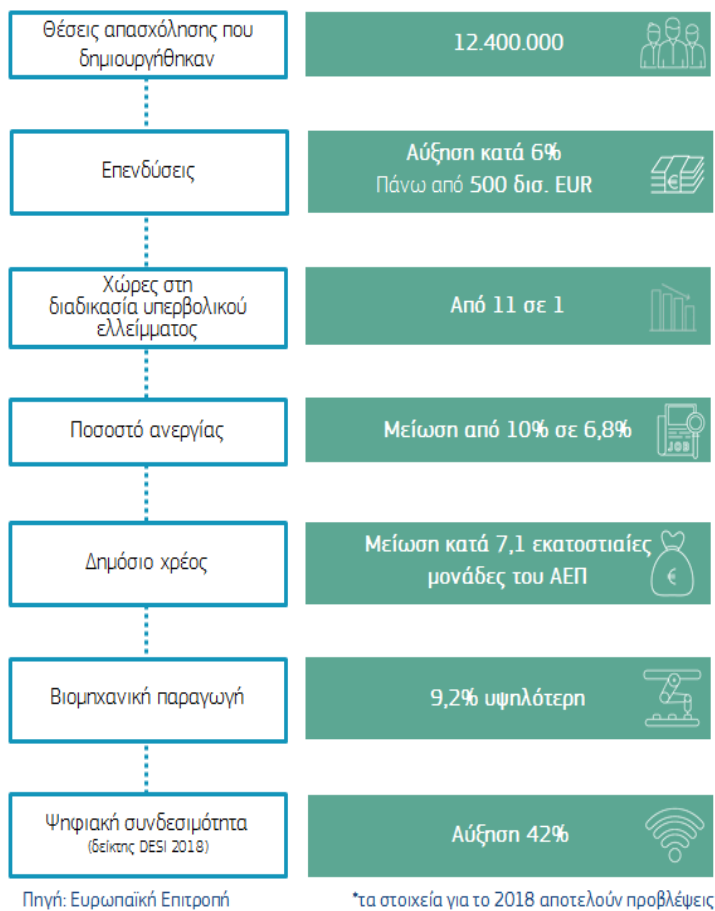 Θέσεις απασχόλησης που
δημιουργήθηκαν
12.400.000
Επενδύσεις
Αύξηση κατά 6%
Πάνω από 500 δισ. EUR
Χώρες στη
διαδικασία υπερβολικού
ελλείμματος
Από 11 σε 1
Ποσοστό ανεργίας
Μείωση από 10% σε 6,8%
JOB
Δημόσιο χρέος
Μείωση κατά 7,1 εκατοστιαίες
μονάδες του ΑΕΠ
€
Βιομηχανική παραγωγή
9,2% υψηλότερη
Ψηφιακή συνδεσιμότητα
(δείκτης DESI 2018)
Αύξηση 42%
Πηγή: Ευρωπαϊκή Επιτροπή
*τα στοιχεία για το 2018 αποτελούν προβλέψεις